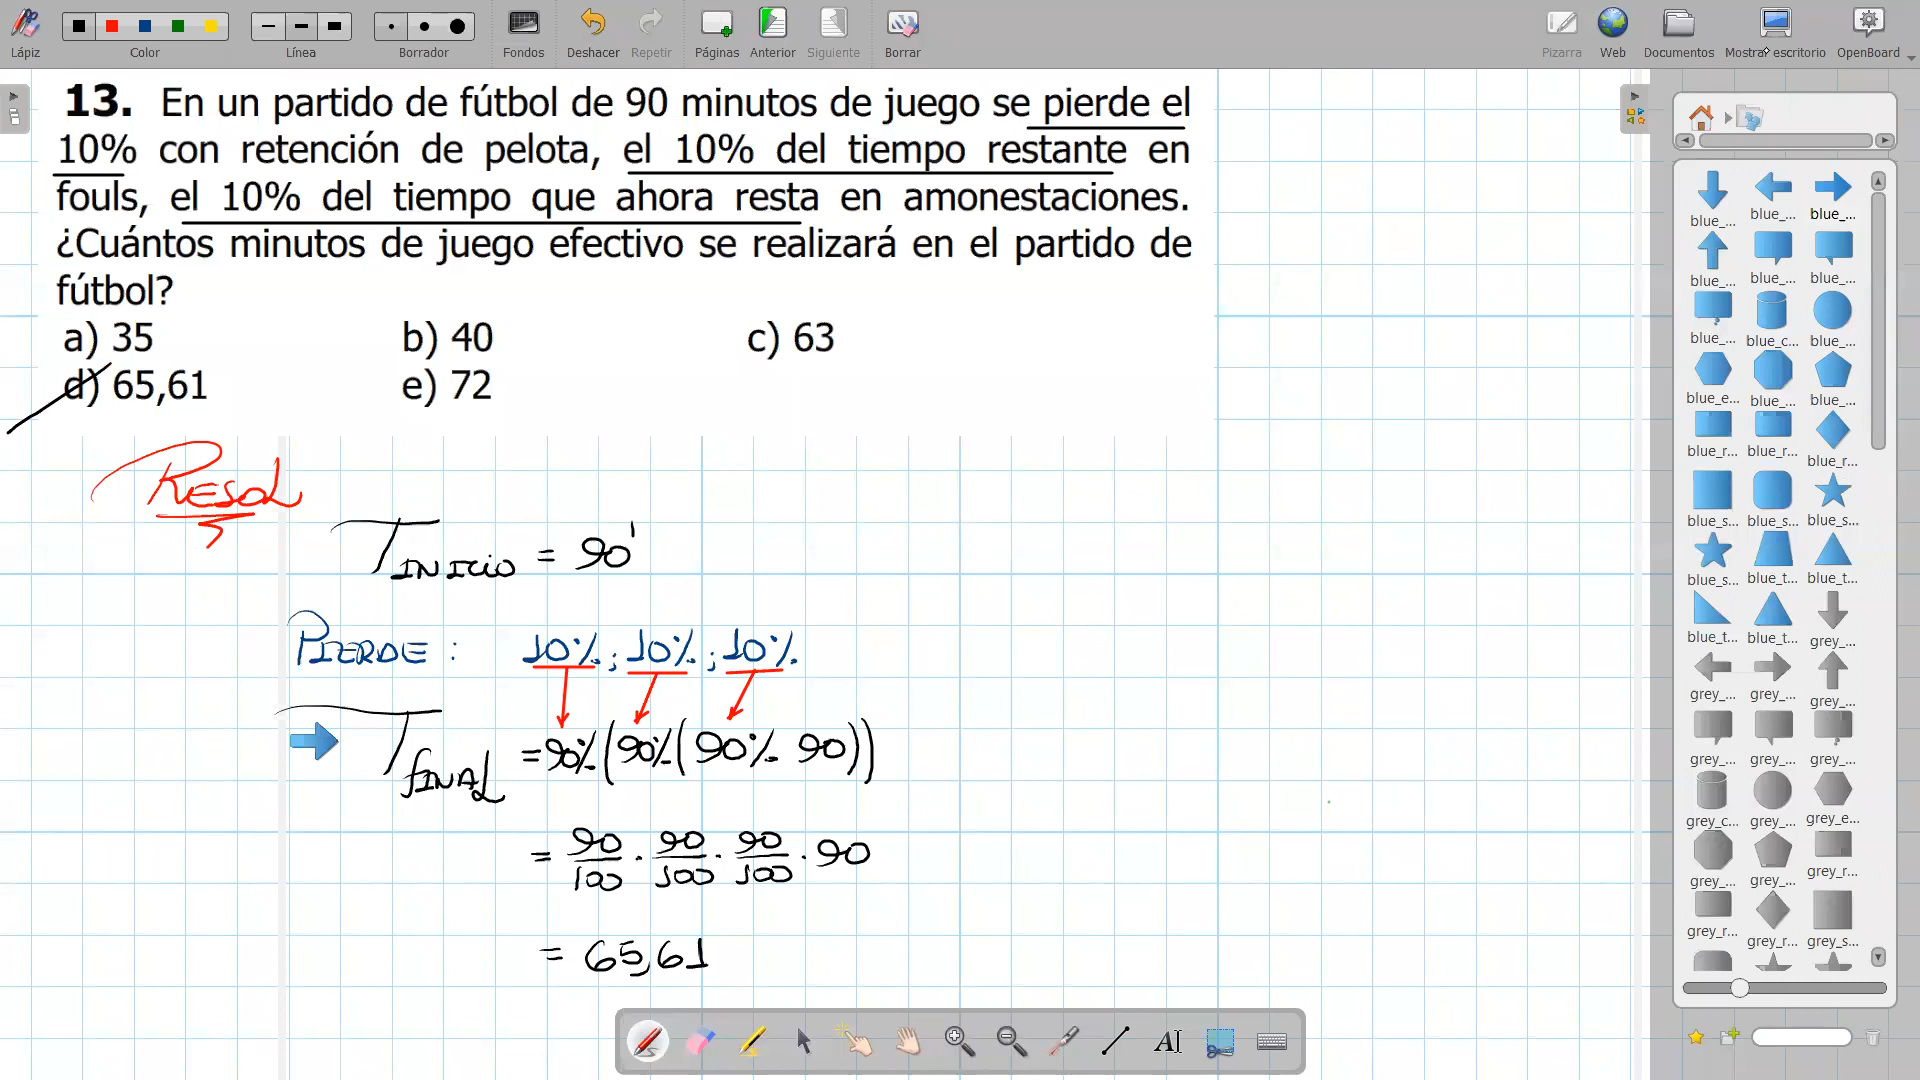 Lápiz
Color
Línea
Borrador
Fondos
Deshacer
Repetir
Páginas
Anterior
Siguiente
Borrar
Pizarra
Web
Documentos
Mostrar escritorio
OpenBoard
13. En un partido de fútbol de 90 minutos de juego se pierde el
10% con retención de pelota, el 10% del tiempo restante en
fouls, el 10% del tiempo que ahora resta en amonestaciones.
¿Cuántos minutos de juego efectivo se realizará en el partido de
fútbol?
a) 35 b) 40 c) 63
d) 65,61 e) 72
RESOL
T INICIO = 90'
PIERDE : 10% ; 10% ; 10%
T FINAL = 90% (90% (90% 90))
= 90/100 · 90/100 · 90/100 · 90
= 65,61
blue_... blue_... blue_...
blue_... blue_... blue_...
blue_... blue_c... blue_...
blue_e... blue_... blue_...
blue_r... blue_r... blue_r...
blue_s... blue_s... blue_s...
blue_s... blue_t... blue_t...
blue_t... blue_t... grey_...
grey_... grey_... grey_...
grey_... grey_... grey_...
grey_c... grey_... grey_e...
grey_... grey_... grey_r...
grey_r... grey_r... grey_s...